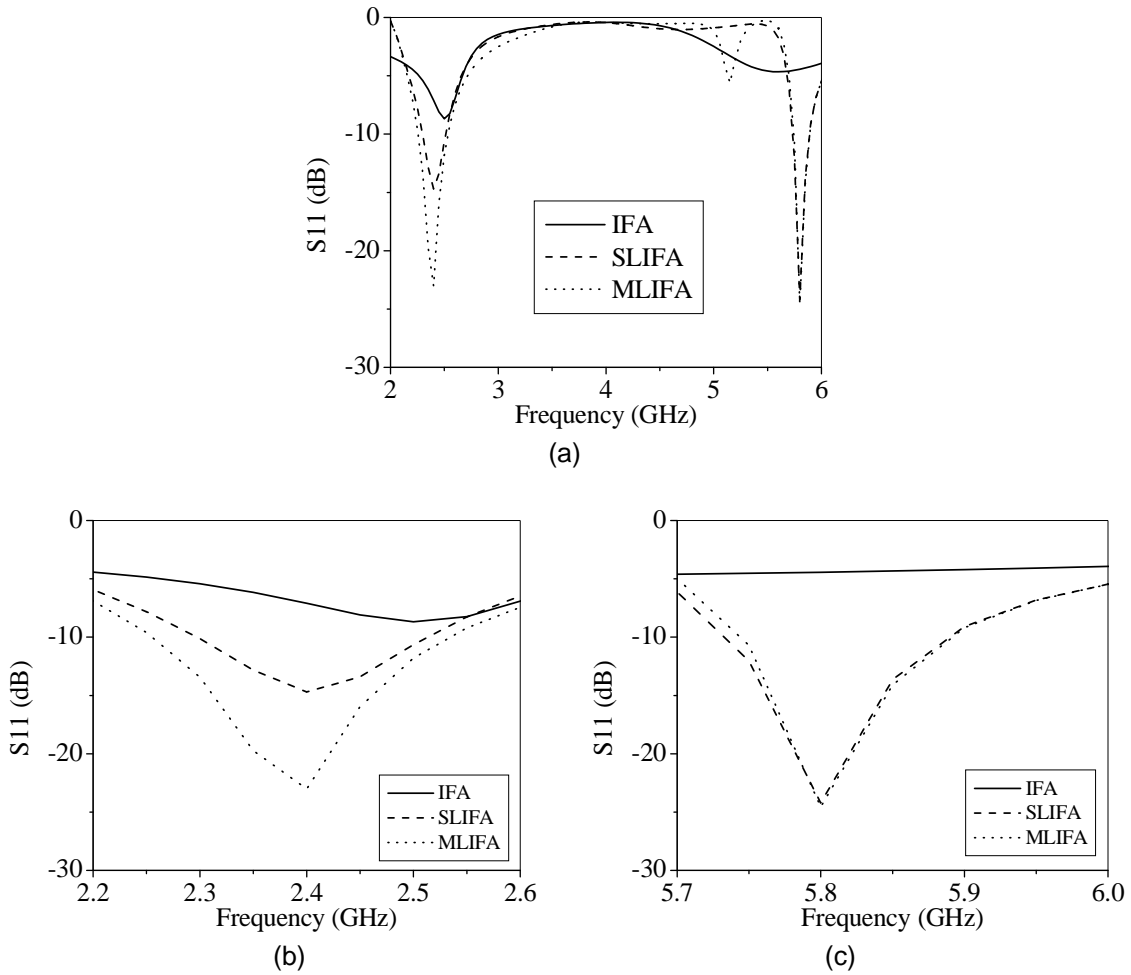 0
-10
-20
-30
S11 (dB)
IFA
SLIFA
MLIFA
2 3 4 5 6
Frequency (GHz)
(a)
0
-10
-20
-30
S11 (dB)
IFA
SLIFA
MLIFA
2.2 2.3 2.4 2.5 2.6
Frequency (GHz)
(b)
0
-10
-20
-30
S11 (dB)
IFA
SLIFA
MLIFA
5.7 5.8 5.9 6.0
Frequency (GHz)
(c)